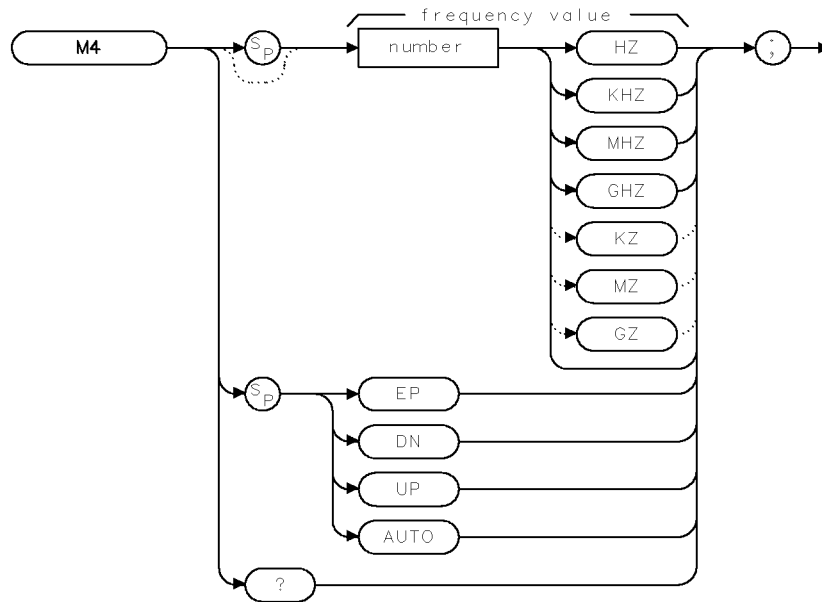 frequency value
M4
SP
number
HZ
;
KHZ
MHZ
GHZ
KZ
MZ
GZ
SP
EP
DN
UP
AUTO
?